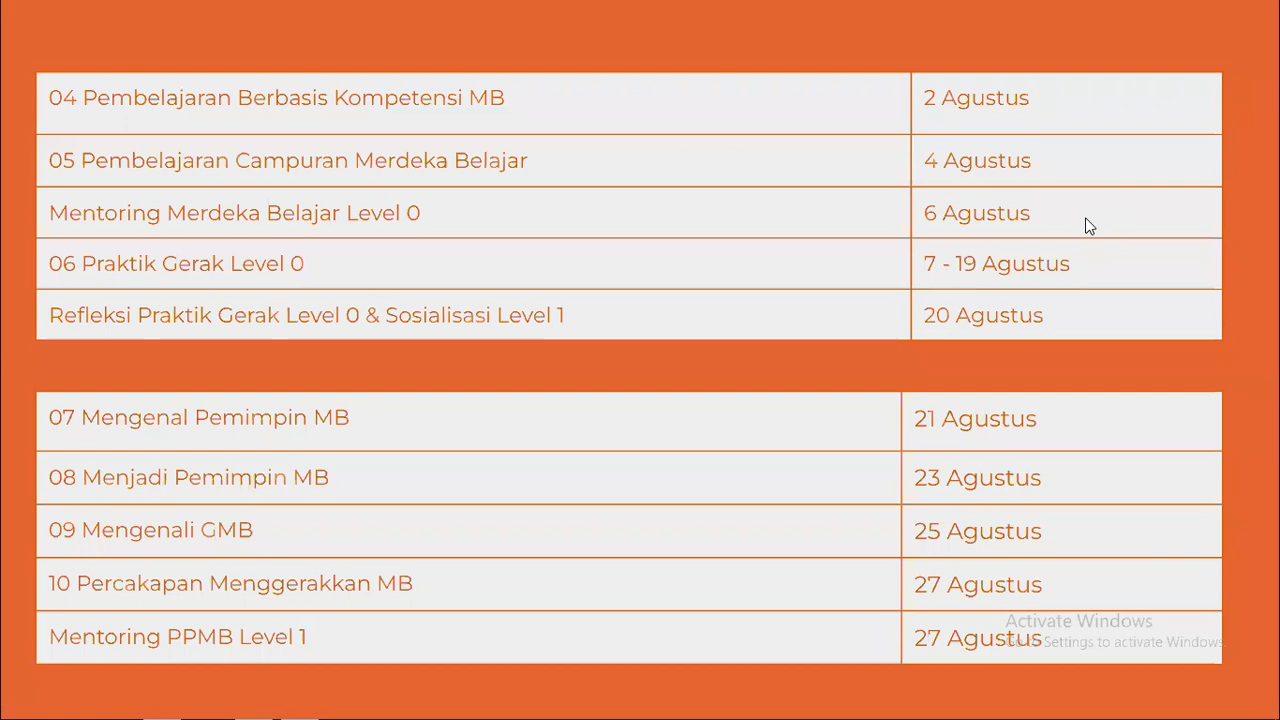 04 Pembelajaran Berbasis Kompetensi MB 2 Agustus
05 Pembelajaran Campuran Merdeka Belajar 4 Agustus
Mentoring Merdeka Belajar Level 0 6 Agustus
06 Praktik Gerak Level 0 7 - 19 Agustus
Refleksi Praktik Gerak Level 0 & Sosialisasi Level 1 20 Agustus
07 Mengenal Pemimpin MB 21 Agustus
08 Menjadi Pemimpin MB 23 Agustus
09 Mengenali GMB 25 Agustus
10 Percakapan Menggerakkan MB 27 Agustus
Mentoring PPMB Level 1 27 Agustus
Activate Windows
Go to Settings to activate Windows.